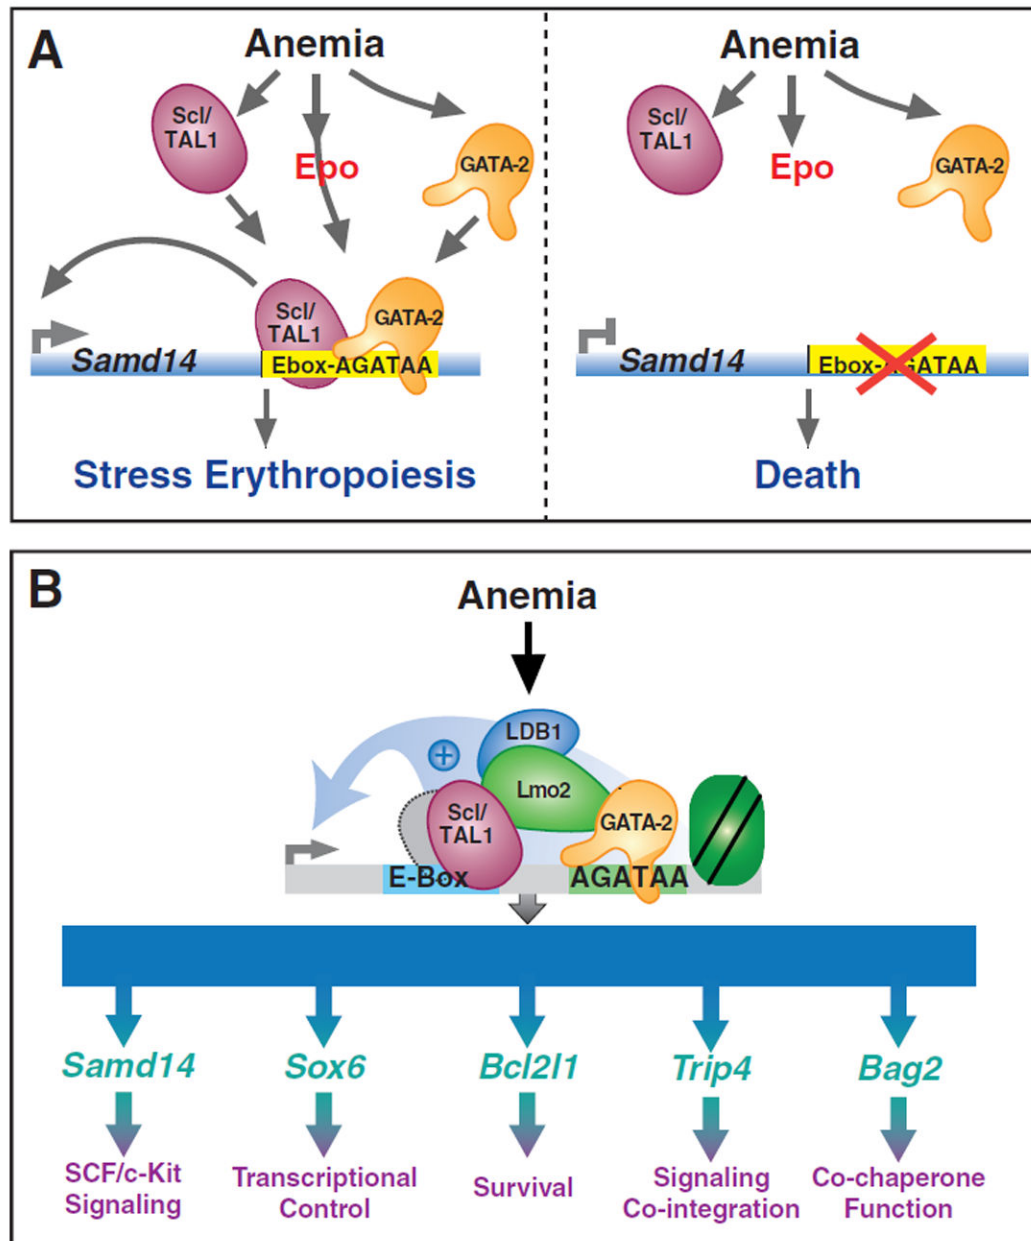 A
Anemia
Scl/
TAL1
Epo
GATA-2
Scl/
TAL1
GATA-2
Samd14
Ebox-AGATAA
Stress Erythropoiesis
Anemia
Scl/
TAL1
Epo
GATA-2
Samd14
Ebox-AGATAA
Death
B
Anemia
LDB1
+
Lmo2
Scl/
TAL1
GATA-2
E-Box
AGATAA
Samd14
Sox6
Bcl2l1
Trip4
Bag2
SCF/c-Kit
Signaling
Transcriptional
Control
Survival
Signaling
Co-integration
Co-chaperone
Function